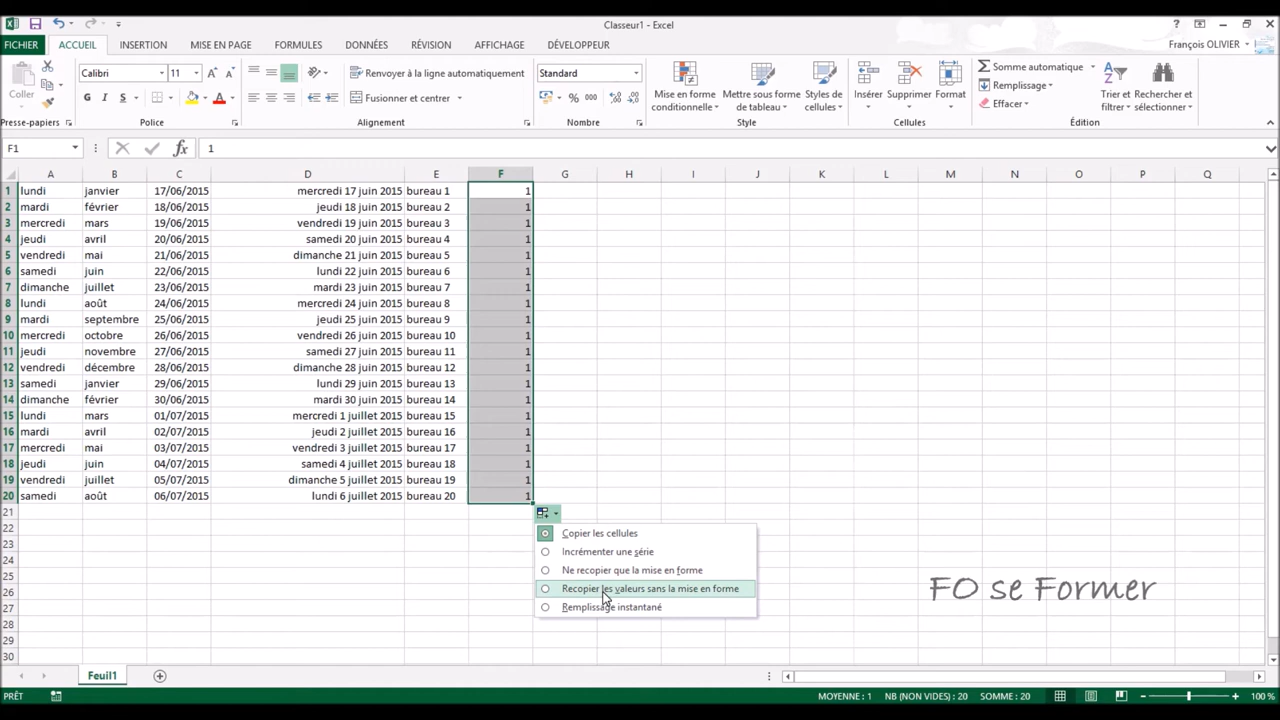 Classeur1 - Excel
FICHIER ACCUEIL INSERTION MISE EN PAGE FORMULES DONNÉES RÉVISION AFFICHAGE DÉVELOPPEUR François OLIVIER
Coller
Calibri 11
Renvoyer à la ligne automatiquement
Fusionner et centrer
Standard
Mise en forme conditionnelle
Mettre sous forme de tableau
Styles de cellules
Insérer Supprimer Format
Somme automatique
Remplissage
Effacer
Trier et filtrer
Rechercher et sélectionner
Presse-papiers Police Alignement Nombre Style Cellules Édition
F1 fx 1
A B C D E F G H I J K L M N O P Q
1 lundi janvier 17/06/2015 mercredi 17 juin 2015 bureau 1 1
2 mardi février 18/06/2015 jeudi 18 juin 2015 bureau 2 1
3 mercredi mars 19/06/2015 vendredi 19 juin 2015 bureau 3 1
4 jeudi avril 20/06/2015 samedi 20 juin 2015 bureau 4 1
5 vendredi mai 21/06/2015 dimanche 21 juin 2015 bureau 5 1
6 samedi juin 22/06/2015 lundi 22 juin 2015 bureau 6 1
7 dimanche juillet 23/06/2015 mardi 23 juin 2015 bureau 7 1
8 lundi août 24/06/2015 mercredi 24 juin 2015 bureau 8 1
9 mardi septembre 25/06/2015 jeudi 25 juin 2015 bureau 9 1
10 mercredi octobre 26/06/2015 vendredi 26 juin 2015 bureau 10 1
11 jeudi novembre 27/06/2015 samedi 27 juin 2015 bureau 11 1
12 vendredi décembre 28/06/2015 dimanche 28 juin 2015 bureau 12 1
13 samedi janvier 29/06/2015 lundi 29 juin 2015 bureau 13 1
14 dimanche février 30/06/2015 mardi 30 juin 2015 bureau 14 1
15 lundi mars 01/07/2015 mercredi 1 juillet 2015 bureau 15 1
16 mardi avril 02/07/2015 jeudi 2 juillet 2015 bureau 16 1
17 mercredi mai 03/07/2015 vendredi 3 juillet 2015 bureau 17 1
18 jeudi juin 04/07/2015 samedi 4 juillet 2015 bureau 18 1
19 vendredi juillet 05/07/2015 dimanche 5 juillet 2015 bureau 19 1
20 samedi août 06/07/2015 lundi 6 juillet 2015 bureau 20 1
21
22
23
24
25
26
27
28
29
30
Copier les cellules
Incrémenter une série
Ne recopier que la mise en forme
Recopier les valeurs sans la mise en forme
Remplissage instantané
FO se Former
Feuil1
PRÊT MOYENNE : 1 NB (NON VIDES) : 20 SOMME : 20 100 %